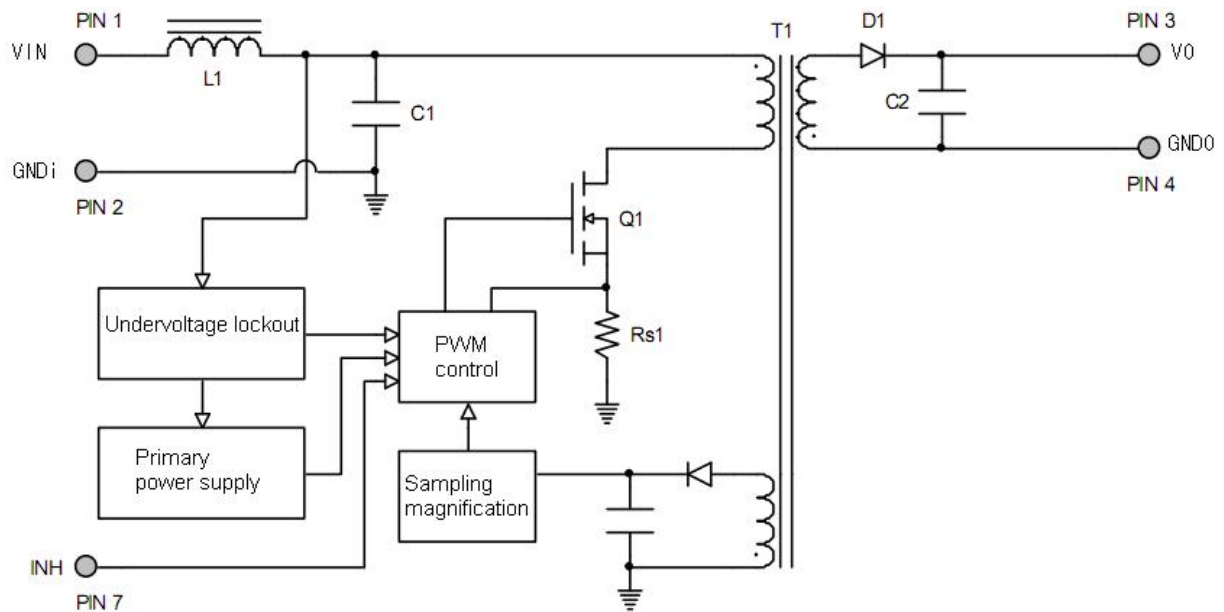 PIN 1
VIN
L1
C1
GNDi
PIN 2
T1
D1
PIN 3
VO
C2
GNDO
PIN 4
Q1
Undervoltage lockout
PWM
control
Rs1
Primary
power supply
Sampling
magnification
INH
PIN 7